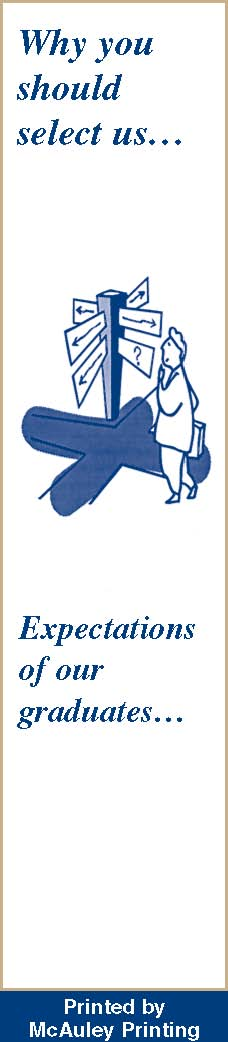 Why you
should
select us…
?
Expectations
of our
graduates…
Printed by
McAuley Printing